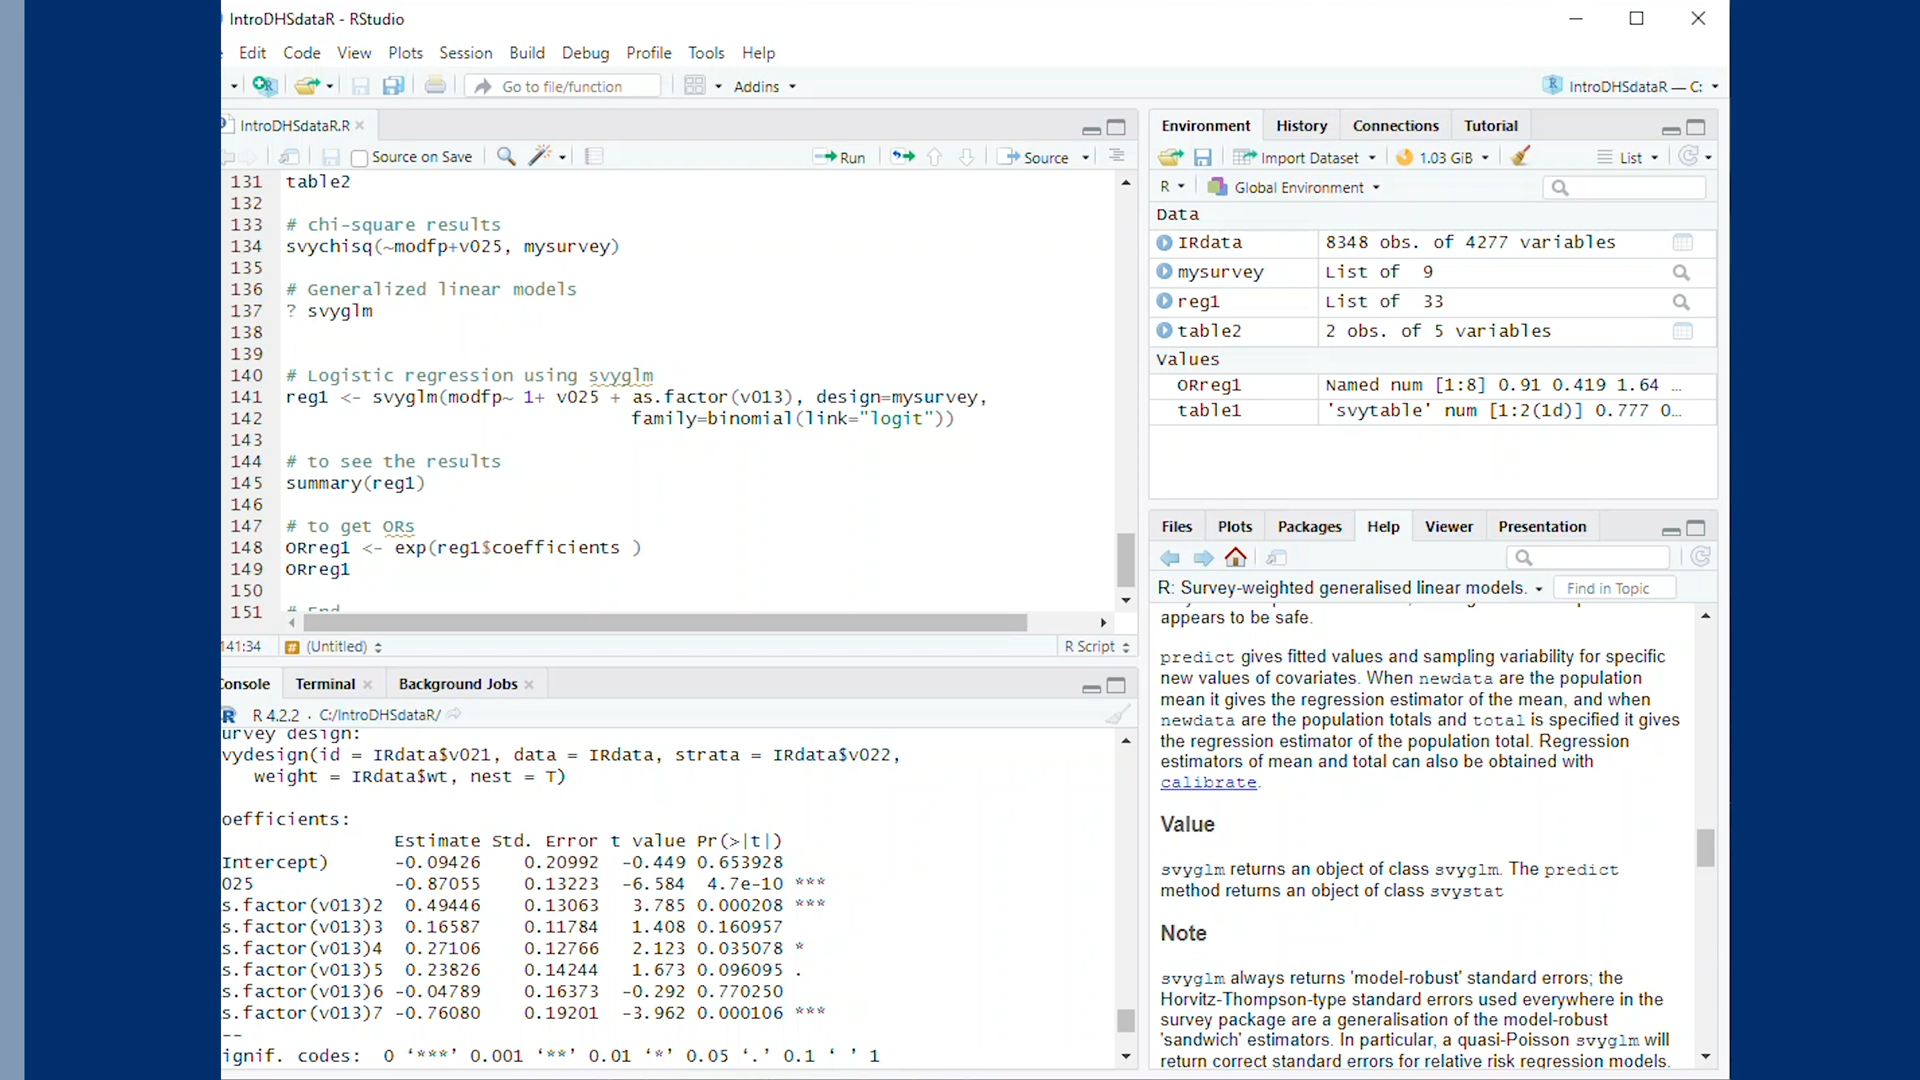 IntroDHSdataR - RStudio
Edit Code View Plots Session Build Debug Profile Tools Help
Go to file/function Addins IntroDHSdataR — C:
IntroDHSdataR.R
Source on Save Run Source
131 table2
132
133 # chi-square results
134 svychisq(~modfp+v025, mysurvey)
135
136 # Generalized linear models
137 ? svyglm
138
139
140 # Logistic regression using svyglm
141 reg1 <- svyglm(modfp~ 1+ v025 + as.factor(v013), design=mysurvey,
142 family=binomial(link="logit"))
143
144 # to see the results
145 summary(reg1)
146
147 # to get ORs
148 ORreg1 <- exp(reg1$coefficients )
149 ORreg1
150
151 # End
141:34 (Untitled) R Script
Console Terminal Background Jobs
R 4.2.2 · C:/IntroDHSdataR/
urvey design:
vydesign(id = IRdata$v021, data = IRdata, strata = IRdata$v022,
weight = IRdata$wt, nest = T)
oefficients:
Estimate Std. Error t value Pr(>|t|)
Intercept) -0.09426 0.20992 -0.449 0.653928
025 -0.87055 0.13223 -6.584 4.7e-10 ***
s.factor(v013)2 0.49446 0.13063 3.785 0.000208 ***
s.factor(v013)3 0.16587 0.11784 1.408 0.160957
s.factor(v013)4 0.27106 0.12766 2.123 0.035078 *
s.factor(v013)5 0.23826 0.14244 1.673 0.096095 .
s.factor(v013)6 -0.04789 0.16373 -0.292 0.770250
s.factor(v013)7 -0.76080 0.19201 -3.962 0.000106 ***
--
ignif. codes: 0 ‘***’ 0.001 ‘**’ 0.01 ‘*’ 0.05 ‘.’ 0.1 ‘ ’ 1
Environment History Connections Tutorial
Import Dataset 1.03 GiB List
R Global Environment
Data
IRdata 8348 obs. of 4277 variables
mysurvey List of 9
reg1 List of 33
table2 2 obs. of 5 variables
Values
ORreg1 Named num [1:8] 0.91 0.419 1.64 …
table1 'svytable' num [1:2(1d)] 0.777 0…
Files Plots Packages Help Viewer Presentation
R: Survey-weighted generalised linear models. Find in Topic
appears to be safe.
predict gives fitted values and sampling variability for specific
new values of covariates. When newdata are the population
mean it gives the regression estimator of the mean, and when
newdata are the population totals and total is specified it gives
the regression estimator of the population total. Regression
estimators of mean and total can also be obtained with
calibrate.
Value
svyglm returns an object of class svyglm. The predict
method returns an object of class svystat
Note
svyglm always returns 'model-robust' standard errors; the
Horvitz-Thompson-type standard errors used everywhere in the
survey package are a generalisation of the model-robust
'sandwich' estimators. In particular, a quasi-Poisson svyglm will
return correct standard errors for relative risk regression models.